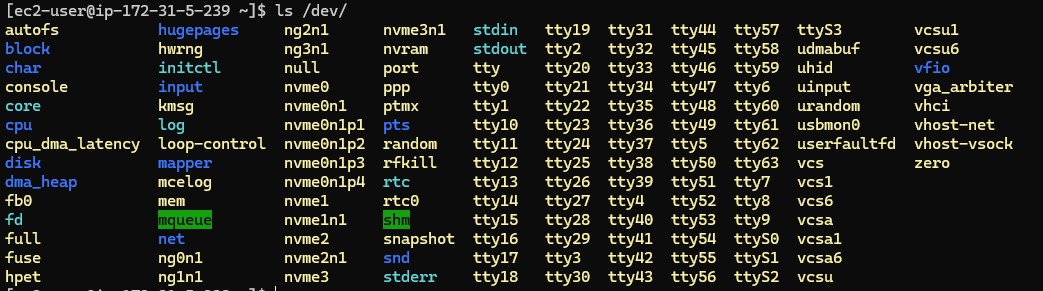 [ec2-user@ip-172-31-5-239 ~]$ ls /dev/
autofs hugepages ng2n1 nvme3n1 stdin tty19 tty31 tty44 tty57 ttyS3 vcsu1
block hwrng ng3n1 nvram stdout tty2 tty32 tty45 tty58 udmabuf vcsu6
char initctl null port tty tty20 tty33 tty46 tty59 uhid vfio
console input nvme0 ppp tty0 tty21 tty34 tty47 tty6 uinput vga_arbiter
core kmsg nvme0n1 ptmx tty1 tty22 tty35 tty48 tty60 urandom vhci
cpu log nvme0n1p1 pts tty10 tty23 tty36 tty49 tty61 usbmon0 vhost-net
cpu_dma_latency loop-control nvme0n1p2 random tty11 tty24 tty37 tty5 tty62 userfaultfd vhost-vsock
disk mapper nvme0n1p3 rfkill tty12 tty25 tty38 tty50 tty63 vcs zero
dma_heap mcelog nvme0n1p4 rtc tty13 tty26 tty39 tty51 tty7 vcs1
fb0 mem nvme1 rtc0 tty14 tty27 tty4 tty52 tty8 vcs6
fd mqueue nvme1n1 shm tty15 tty28 tty40 tty53 tty9 vcsa
full net nvme2 snapshot tty16 tty29 tty41 tty54 ttyS0 vcsa1
fuse ng0n1 nvme2n1 snd tty17 tty3 tty42 tty55 ttyS1 vcsa6
hpet ng1n1 nvme3 stderr tty18 tty30 tty43 tty56 ttyS2 vcsu